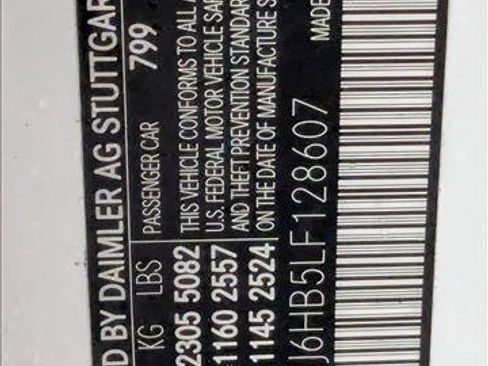 D BY DAIMLER AG STUTTGAR
799
KG LBS PASSENGER CAR
2305 5082 THIS VEHICLE CONFORMS TO ALL A
1160 2557 U.S. FEDERAL MOTOR VEHICLE SAF
1145 2524 AND THEFT PREVENTION STANDAR
ON THE DATE OF MANUFACTURE S
J6HB5LF128607
MADE